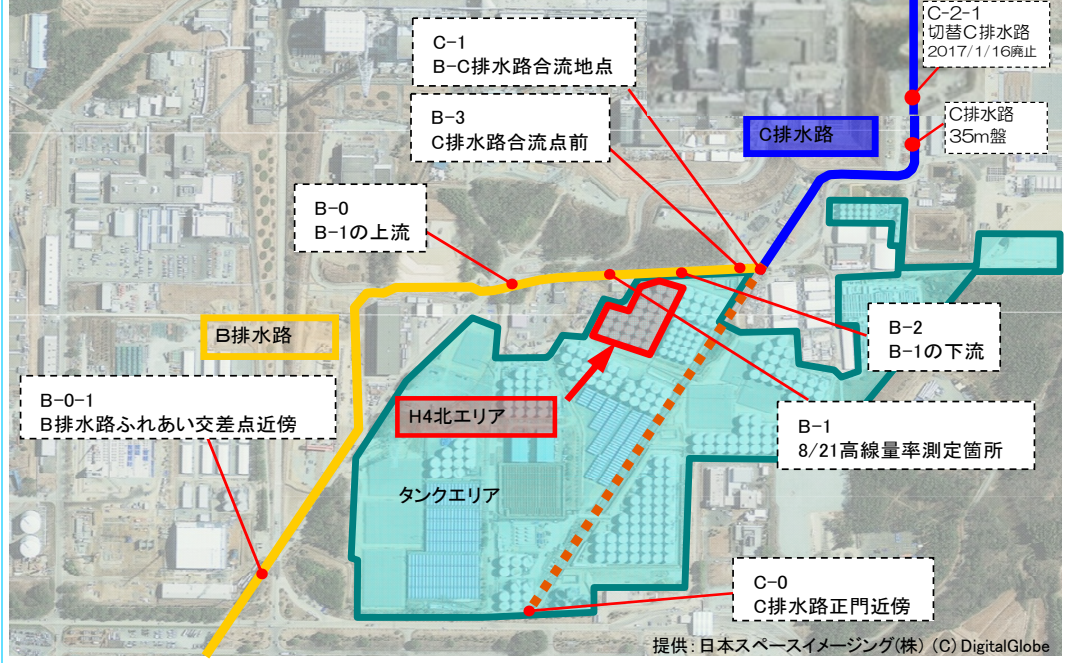 C-2-1
切替C排水路
2017/1/16廃止
C-1
B-C排水路合流地点
B-3
C排水路合流点前
C排水路
C排水路
35m盤
B-0
B-1の上流
B排水路
B-2
B-1の下流
B-0-1
B排水路ふれあい交差点近傍
H4北エリア
B-1
8/21高線量率測定箇所
タンクエリア
C-0
C排水路正門近傍
提供:日本スペースイメージング(株) (C)DigitalGlobe